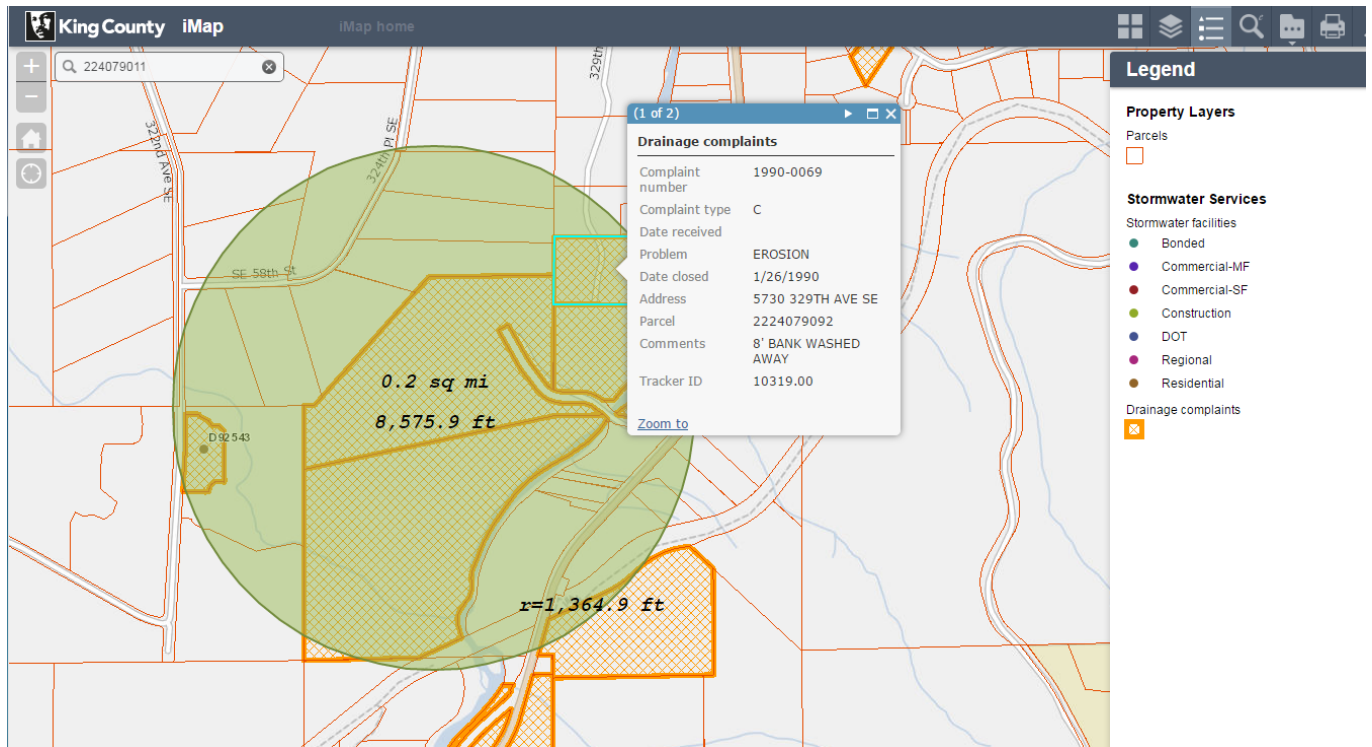 King County iMap iMap home
224079011
329th
322nd Ave SE
324th Pl SE
SE 58th St
0.2 sq mi
8,575.9 ft
D92543
r=1,364.9 ft
(1 of 2)
Drainage complaints
Complaint number 1990-0069
Complaint type C
Date received
Problem EROSION
Date closed 1/26/1990
Address 5730 329TH AVE SE
Parcel 2224079092
Comments 8' BANK WASHED
AWAY
Tracker ID 10319.00
Zoom to
Legend
Property Layers
Parcels
Stormwater Services
Stormwater facilities
Bonded
Commercial-MF
Commercial-SF
Construction
DOT
Regional
Residential
Drainage complaints